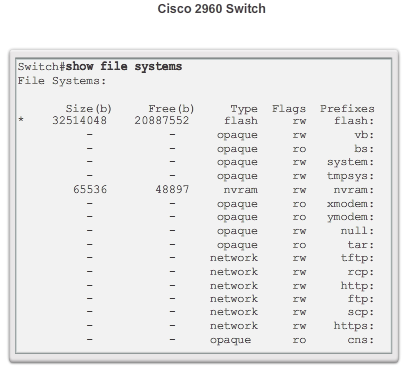 Cisco 2960 Switch
Switch#show file systems
File Systems:
Size(b) Free(b) Type Flags Prefixes
* 32514048 20887552 flash rw flash:
- - opaque rw vb:
- - opaque ro bs:
- - opaque rw system:
- - opaque rw tmpsys:
65536 48897 nvram rw nvram:
- - opaque ro xmodem:
- - opaque ro ymodem:
- - opaque rw null:
- - opaque ro tar:
- - network rw tftp:
- - network rw rcp:
- - network rw http:
- - network rw ftp:
- - network rw scp:
- - network rw https:
- - opaque ro cns: